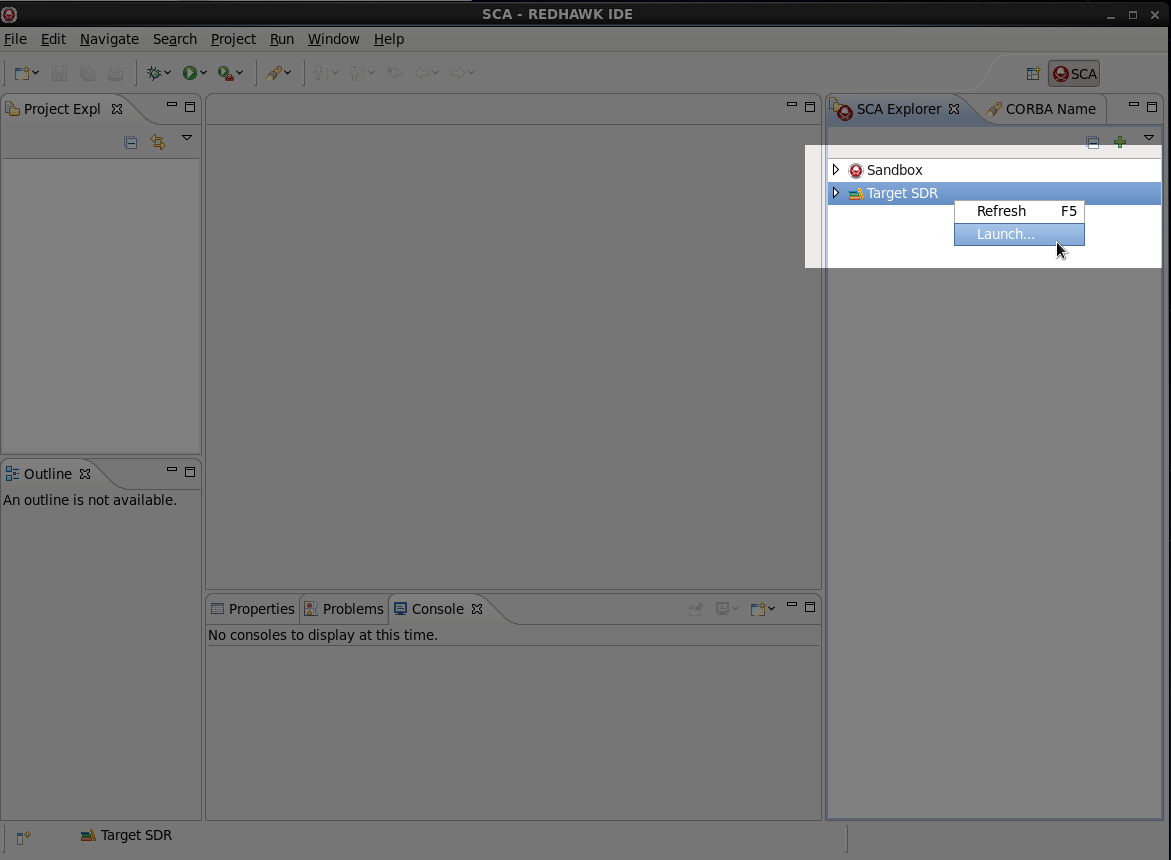 SCA - REDHAWK IDE
File Edit Navigate Search Project Run Window Help
SCA
Project Expl
SCA Explorer
CORBA Name
Sandbox
Target SDR
Refresh F5
Launch...
Outline
An outline is not available.
Properties
Problems
Console
No consoles to display at this time.
Target SDR